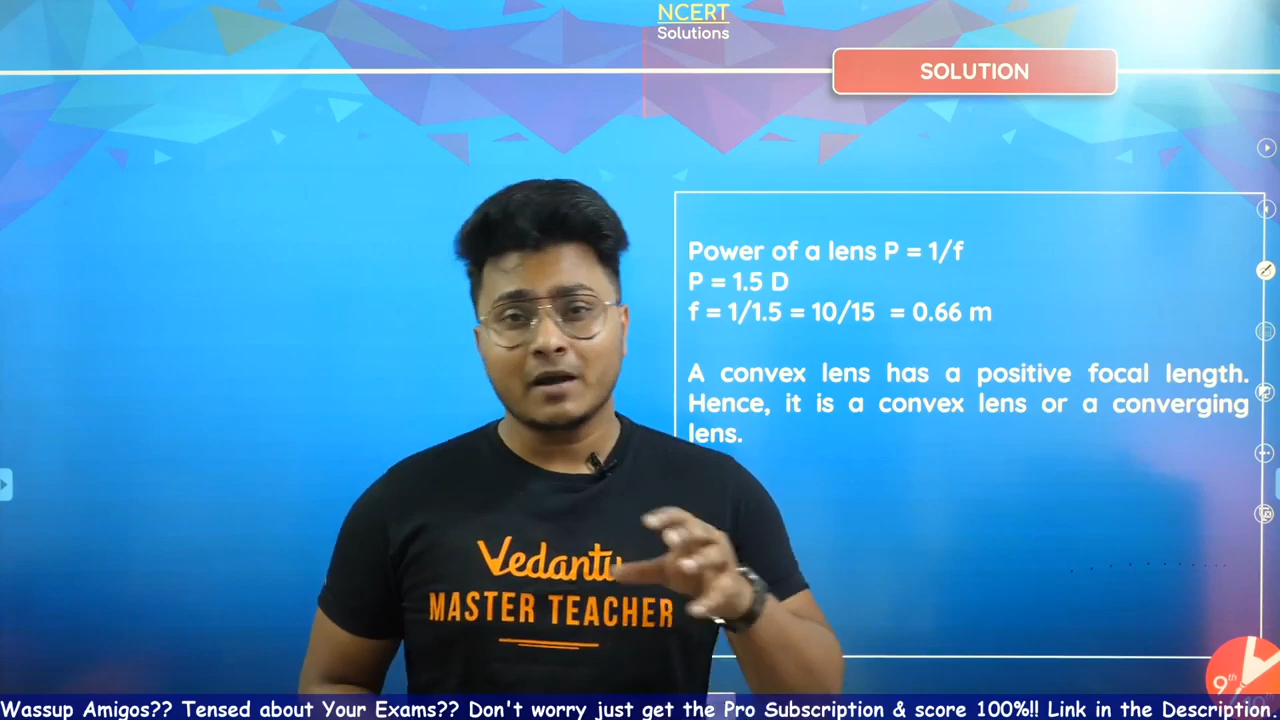 NCERT
Solutions
SOLUTION
Power of a lens P = 1/f
P = 1.5 D
f = 1/1.5 = 10/15 = 0.66 m
A convex lens has a positive focal length.
Hence, it is a convex lens or a converging
lens.
Vedantu
MASTER TEACHER
9th
Wassup Amigos?? Tensed about Your Exams?? Don't worry just get the Pro Subscription & score 100%!! Link in the Description